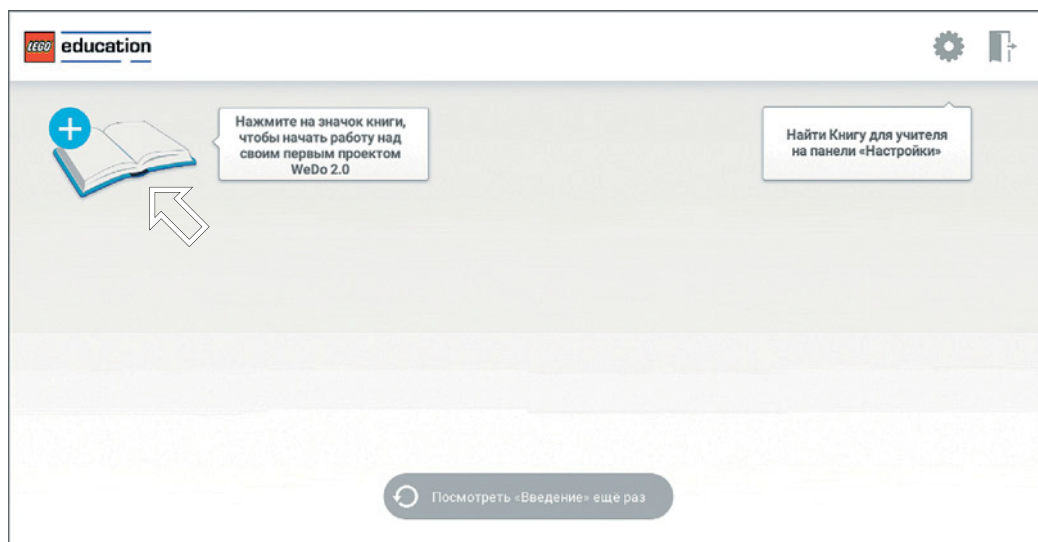 LEGO education
Нажмите на значок книги,
чтобы начать работу над
своим первым проектом
WeDo 2.0
Найти Книгу для учителя
на панели «Настройки»
Посмотреть «Введение» ещё раз